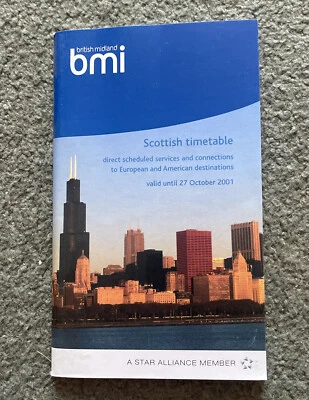 british midland
bmi
Scottish timetable
direct scheduled services and connections
to European and American destinations
valid until 27 October 2001
A STAR ALLIANCE MEMBER